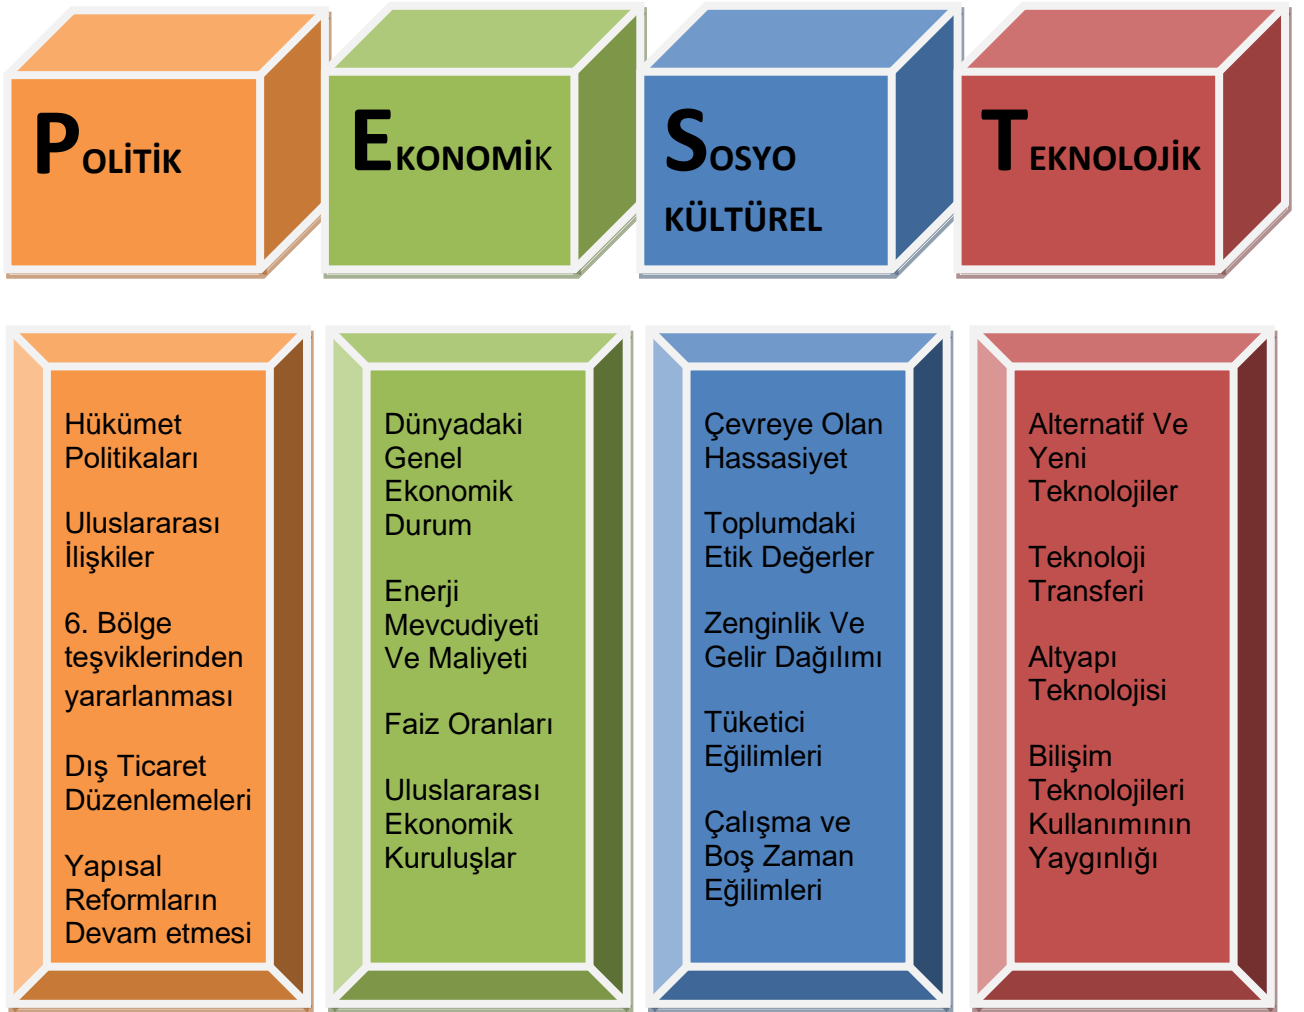 POLİTİK
EKONOMİK
SOSYO
KÜLTÜREL
TEKNOLOJİK
Hükümet
Politikaları
Uluslararası
İlişkiler
6. Bölge
teşviklerinden
yararlanması
Dış Ticaret
Düzenlemeleri
Yapısal
Reformların
Devam etmesi
Dünyadaki
Genel
Ekonomik
Durum
Enerji
Mevcudiyeti
Ve Maliyeti
Faiz Oranları
Uluslararası
Ekonomik
Kuruluşlar
Çevreye Olan
Hassasiyet
Toplumdaki
Etik Değerler
Zenginlik Ve
Gelir Dağılımı
Tüketici
Eğilimleri
Çalışma ve
Boş Zaman
Eğilimleri
Alternatif Ve
Yeni
Teknolojiler
Teknoloji
Transferi
Altyapı
Teknolojisi
Bilişim
Teknolojileri
Kullanımının
Yaygınlığı